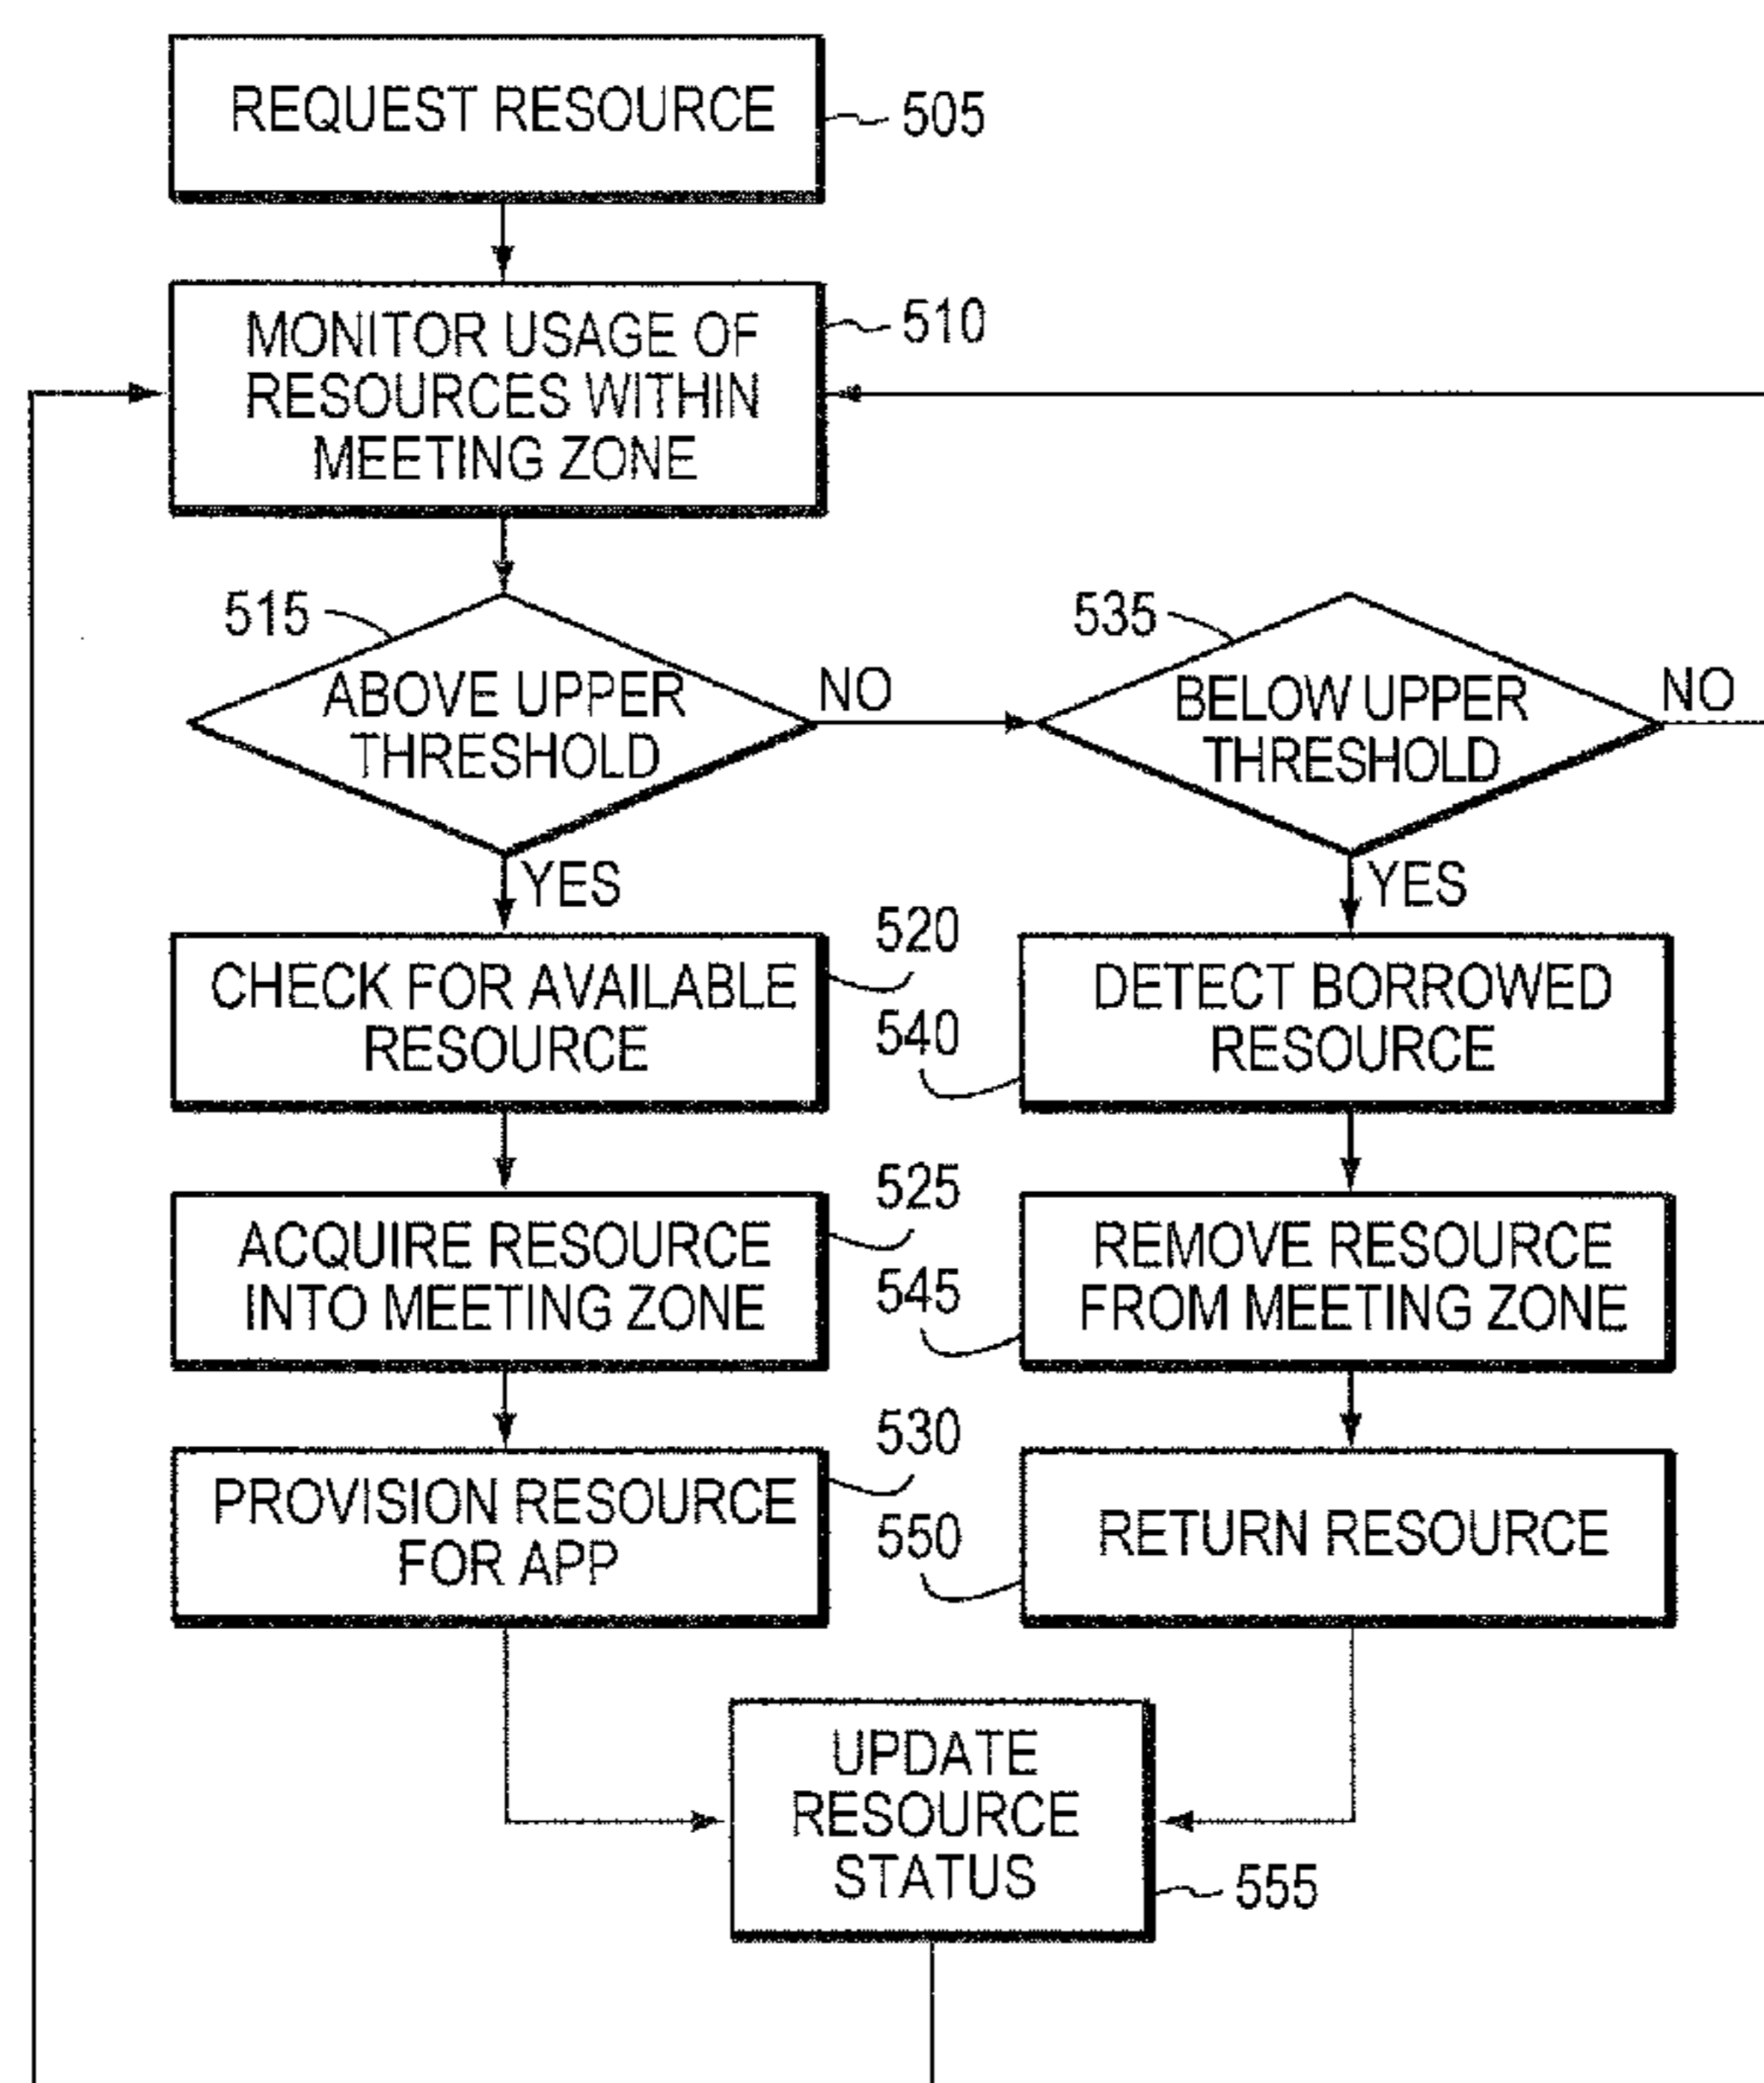 REQUEST RESOURCE
505
MONITOR USAGE OF
RESOURCES WITHIN
MEETING ZONE
510
515
ABOVE UPPER
THRESHOLD
NO
535
BELOW UPPER
THRESHOLD
NO
YES
YES
CHECK FOR AVAILABLE
RESOURCE
520
540
DETECT BORROWED
RESOURCE
ACQUIRE RESOURCE
INTO MEETING ZONE
525
545
REMOVE RESOURCE
FROM MEETING ZONE
PROVISION RESOURCE
FOR APP
530
550
RETURN RESOURCE
UPDATE
RESOURCE
STATUS
555